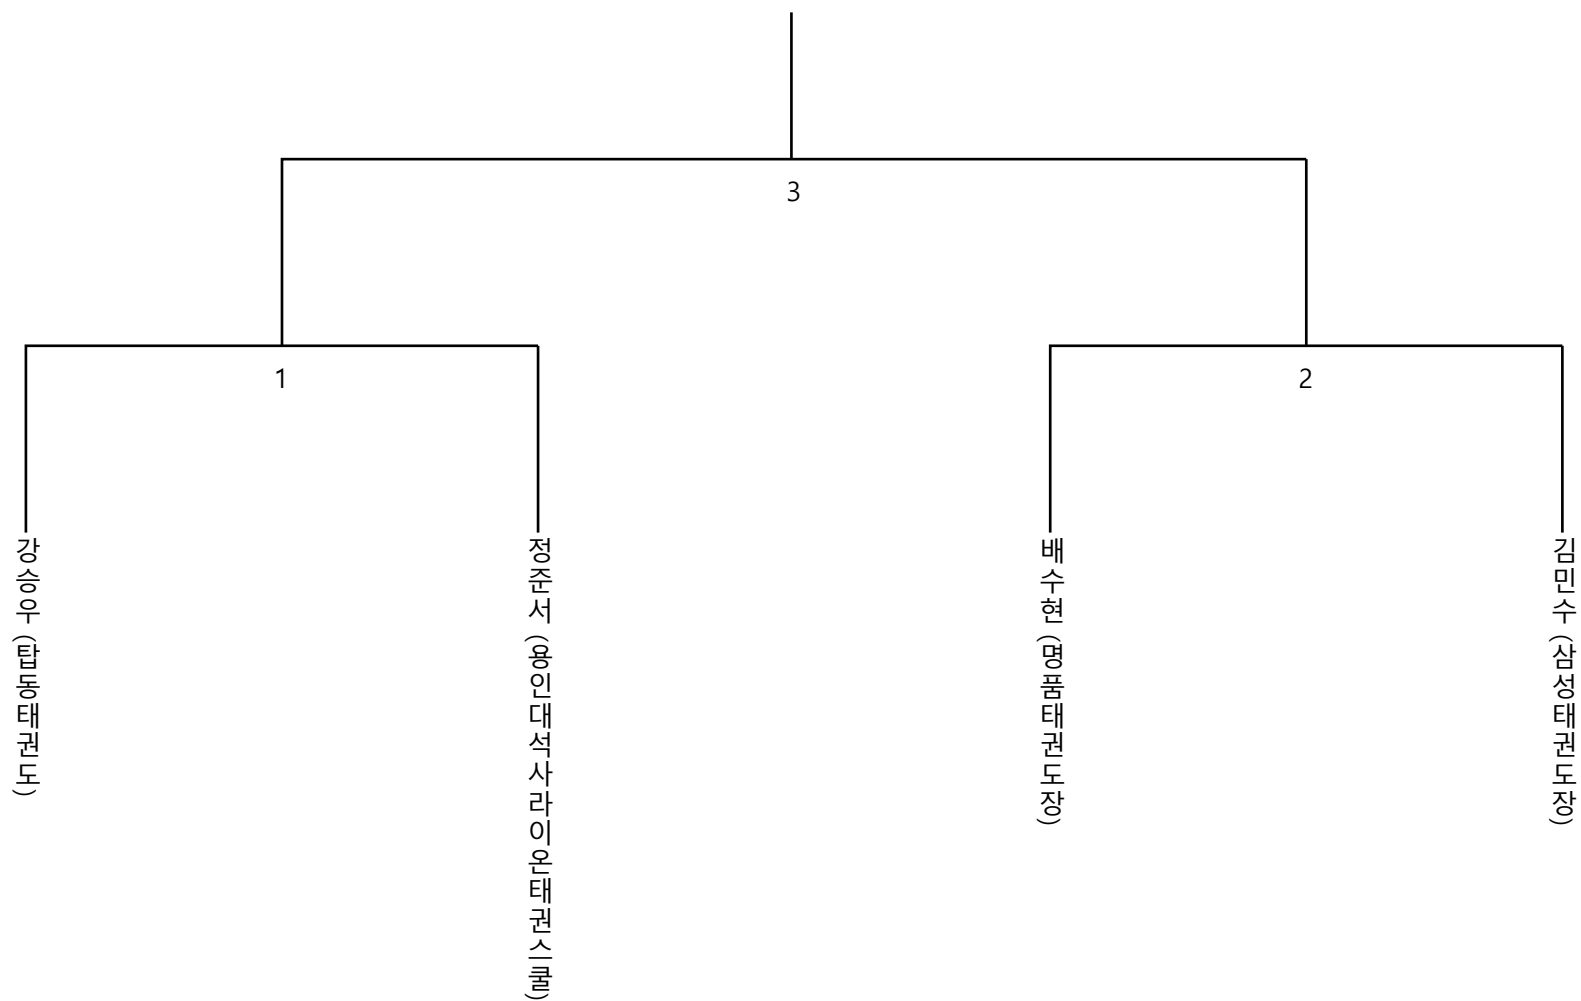 3
1
2
강승우 (탑동태권도)
정준서 (용인대석사라이온태권스쿨)
배수현 (명품태권도장)
김민수 (삼성태권도장)